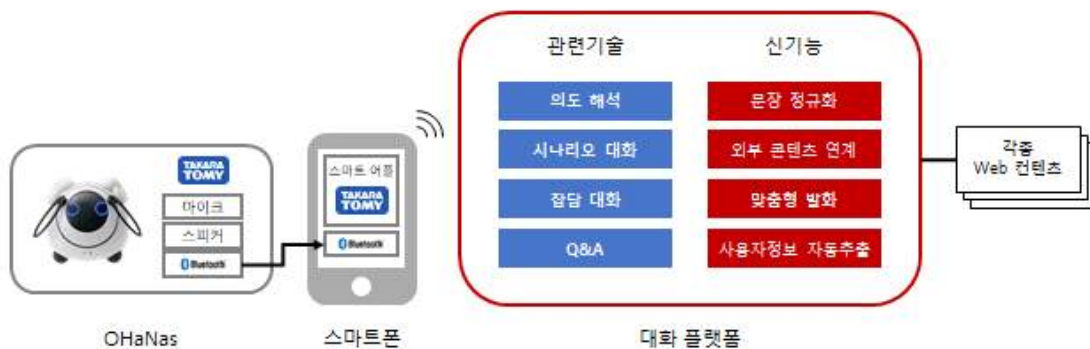 관련기술
신기능
의도 해석
문장 정규화
시나리오 대화
외부 콘텐츠 연계
잡담 대화
맞춤형 발화
Q&A
사용자정보 자동추출
TAKARA
TOMY
마이크
스피커
Bluetooth
스마트 어플
TAKARA
TOMY
Bluetooth
각종
Web 컨텐츠
OHaNas
스마트폰
대화 플랫폼